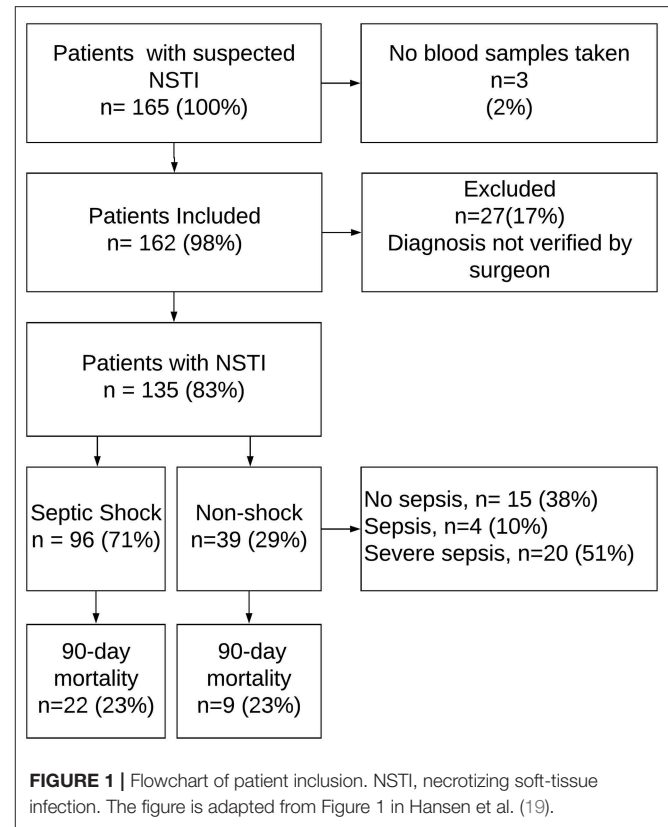 Patients with suspected
NSTI
n= 165 (100%)
No blood samples taken
n=3
(2%)
Patients Included
n= 162 (98%)
Excluded
n=27(17%)
Diagnosis not verified by
surgeon
Patients with NSTI
n = 135 (83%)
Septic Shock
n = 96 (71%)
Non-shock
n=39 (29%)
No sepsis, n= 15 (38%)
Sepsis, n=4 (10%)
Severe sepsis, n=20 (51%)
90-day
mortality
n=22 (23%)
90-day
mortality
n=9 (23%)
FIGURE 1 | Flowchart of patient inclusion. NSTI, necrotizing soft-tissue
infection. The figure is adapted from Figure 1 in Hansen et al. (19).